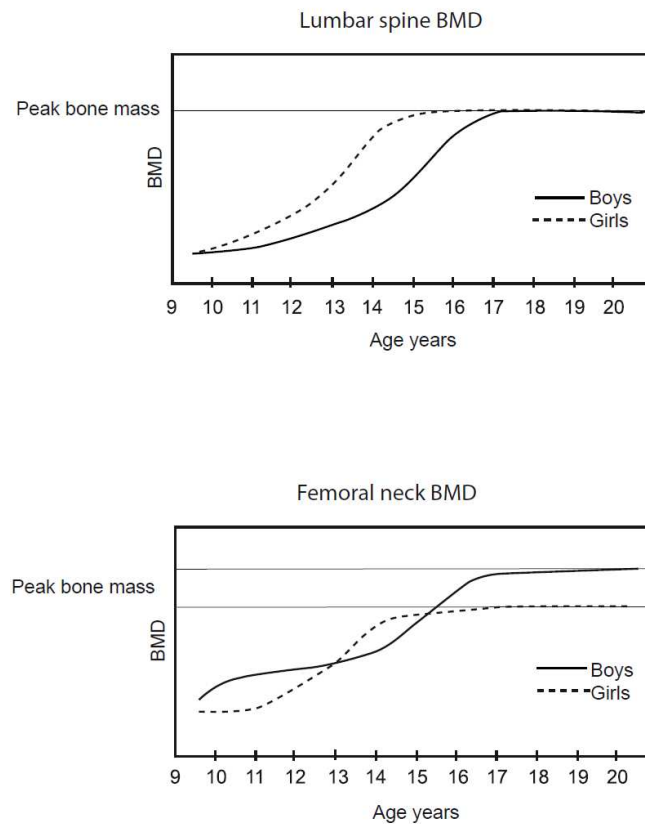 Lumbar spine BMD
Peak bone mass
BMD
Boys
Girls
9 10 11 12 13 14 15 16 17 18 19 20
Age years
Femoral neck BMD
Peak bone mass
BMD
Boys
Girls
9 10 11 12 13 14 15 16 17 18 19 20
Age years